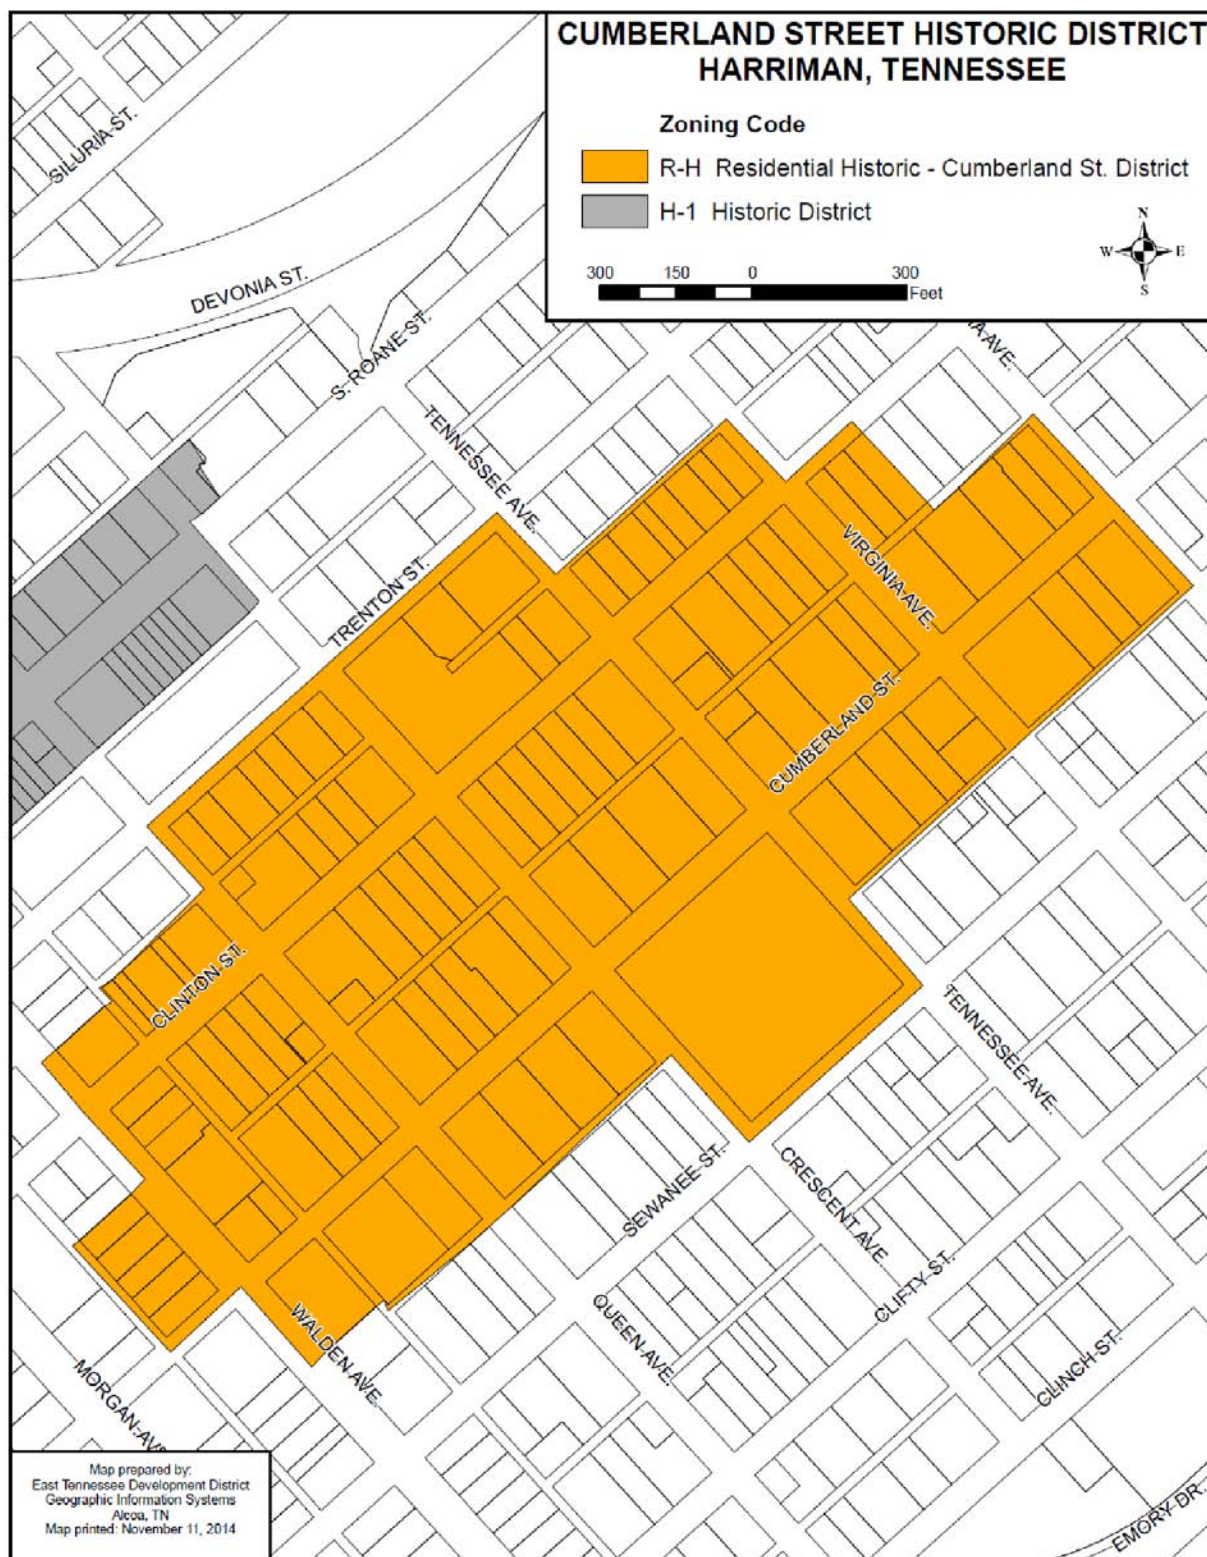 CUMBERLAND STREET HISTORIC DISTRICT
HARRIMAN, TENNESSEE
Zoning Code
R-H Residential Historic - Cumberland St. District
H-1 Historic District
N
W E
S
300 150 0 300
Feet
SILURIA ST.
DEVONIA ST.
S. ROANE ST.
AVE.
TENNESSEE AVE.
TRENTON ST.
VIRGINIA AVE.
CUMBERLAND ST.
CLINTON ST.
TENNESSEE AVE.
SEWANEE ST.
CRESCENT AVE
CLIFTY ST.
QUEEN AVE.
WALDEN AVE.
CLINCH ST.
MORGAN AVE
EMORY DR.
Map prepared by:
East Tennessee Development District
Geographic Information Systems
Alcoa, TN
Map printed: November 11, 2014